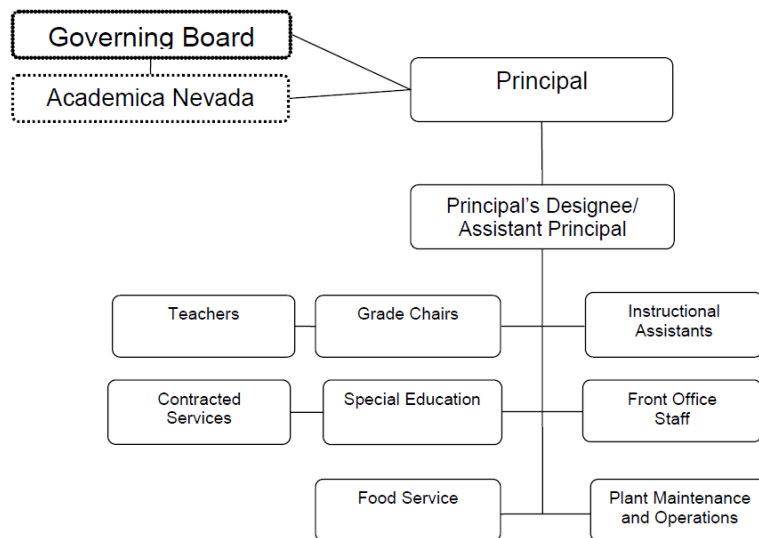 Governing Board
Academica Nevada
Principal
Principal’s Designee/
Assistant Principal
Teachers
Grade Chairs
Instructional
Assistants
Contracted
Services
Special Education
Front Office
Staff
Food Service
Plant Maintenance
and Operations